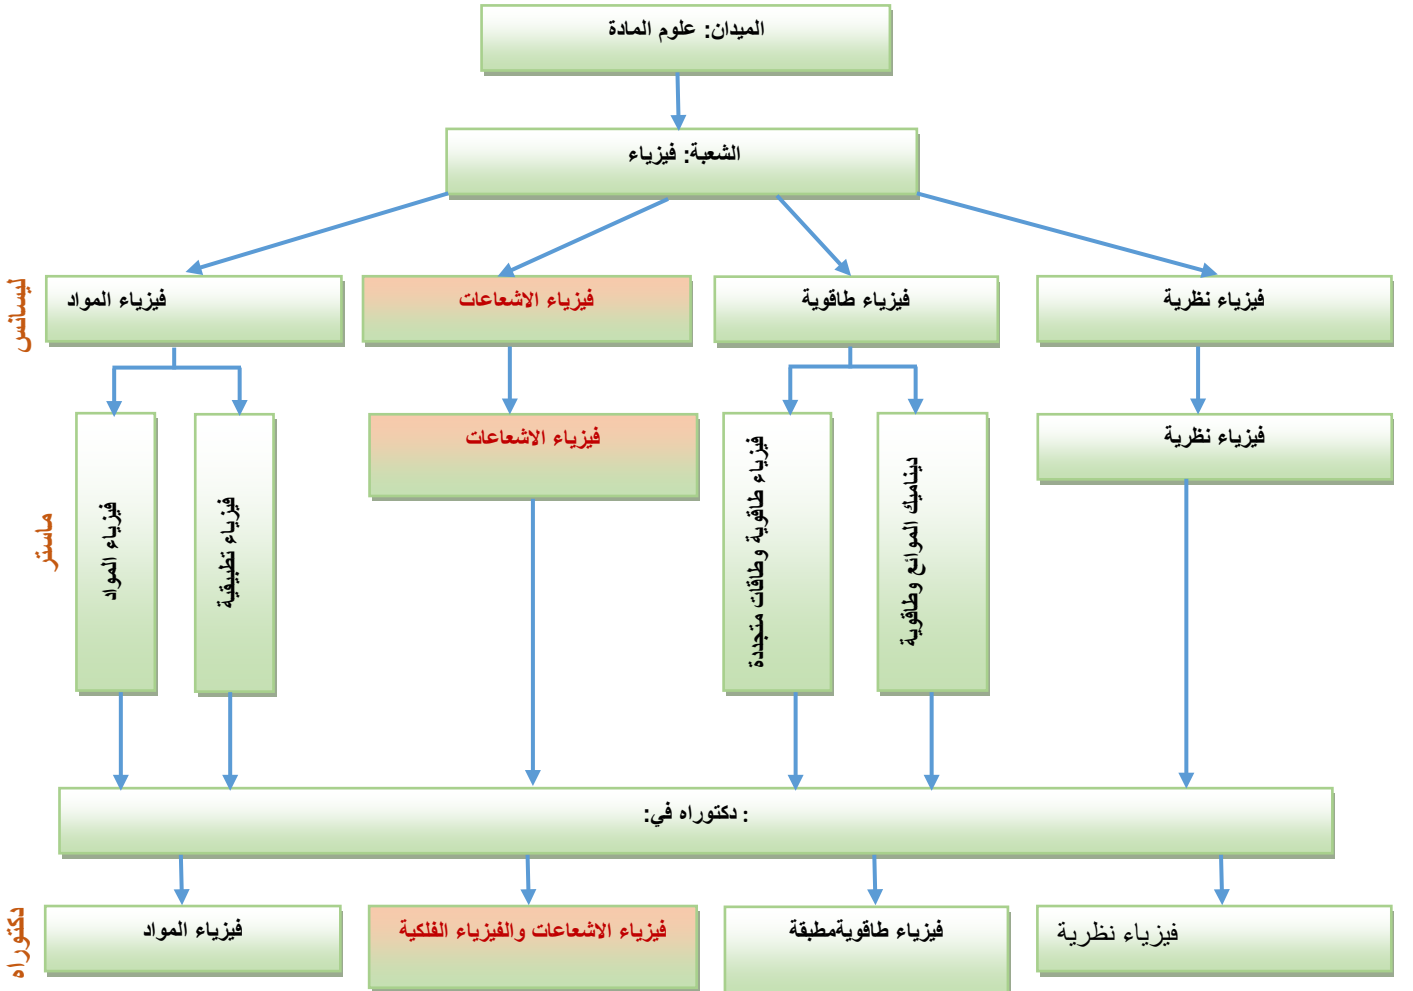 الميدان: علوم المادة
الشعبة: فيزياء
ليسانس
فيزياء نظرية
فيزياء طاقوية
فيزياء الاشعاعات
فيزياء المواد
ماستر
فيزياء نظرية
ديناميك الموائع وطاقوية
فيزياء طاقوية وطاقات متجددة
فيزياء الاشعاعات
فيزياء تطبيقية
فيزياء المواد
: دكتوراه في:
دكتوراه
فيزياء نظرية
فيزياء طاقويةمطبقة
فيزياء الاشعاعات والفيزياء الفلكية
فيزياء المواد